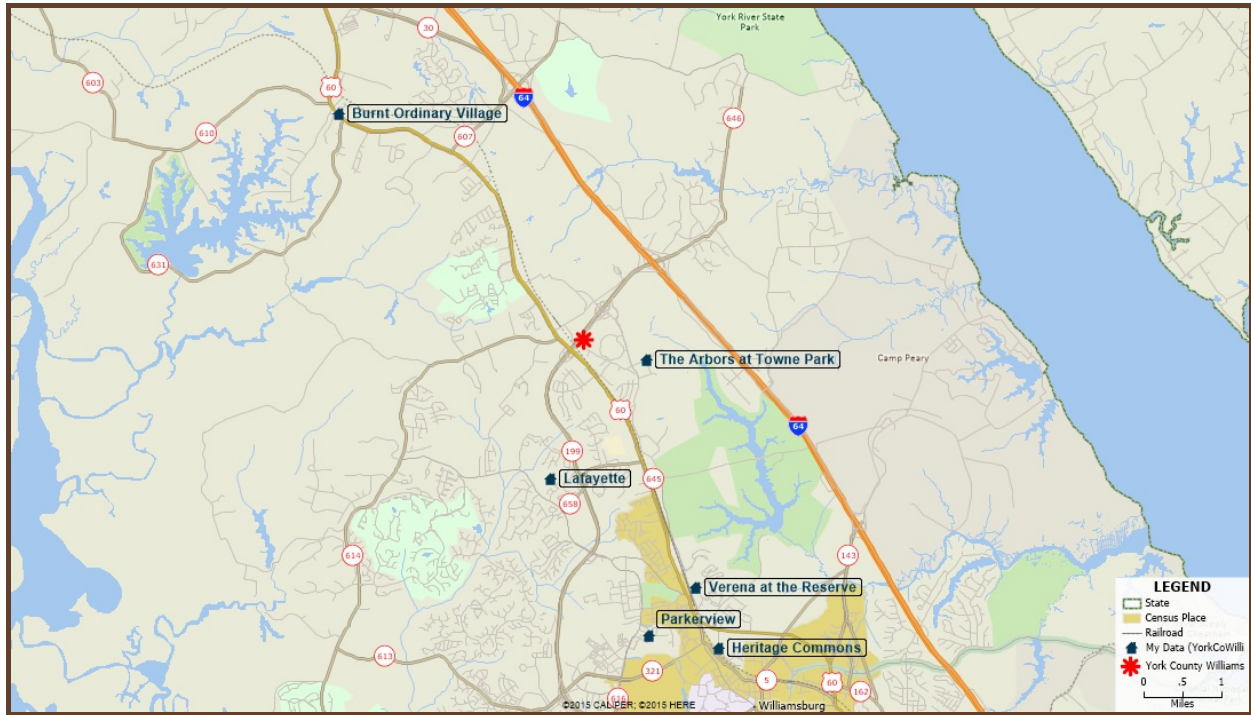 York River State
Park
30
603
60
64
Burnt Ordinary Village
610
607
646
631
The Arbors at Towne Park
Camp Peary
60
64
199
Lafayette
645
658
614
143
Verena at the Reserve
Parkerview
Heritage Commons
613
321
5
60
162
616
Williamsburg
©2015 CALIPER; ©2015 HERE
LEGEND
State
Census Place
Railroad
My Data (YorkCoWilli
York County Williams
0 .5 1
Miles